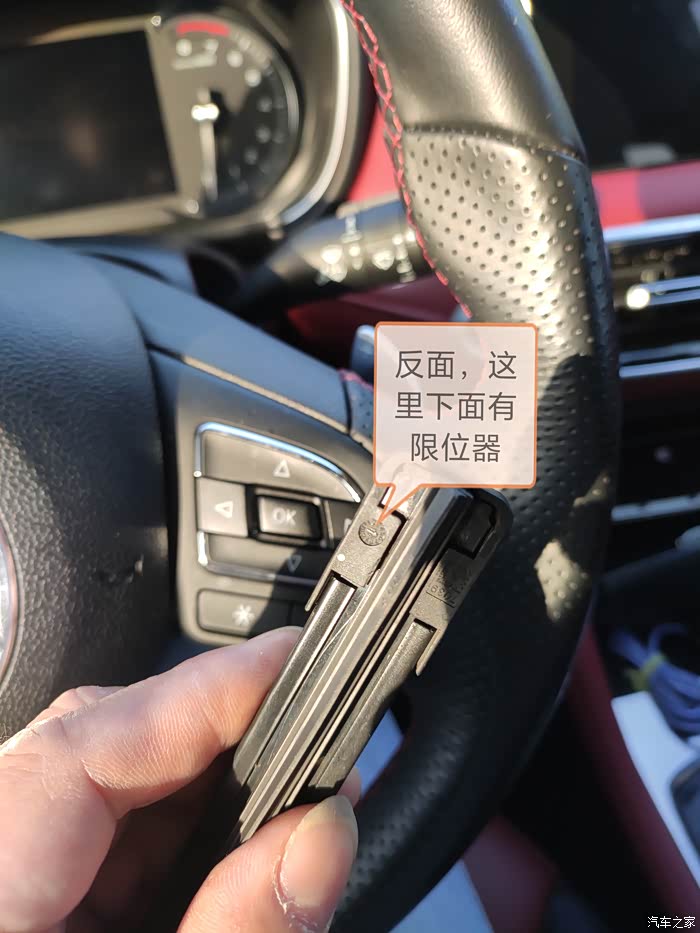 反面，这
里下面有
限位器
OK
汽车之家